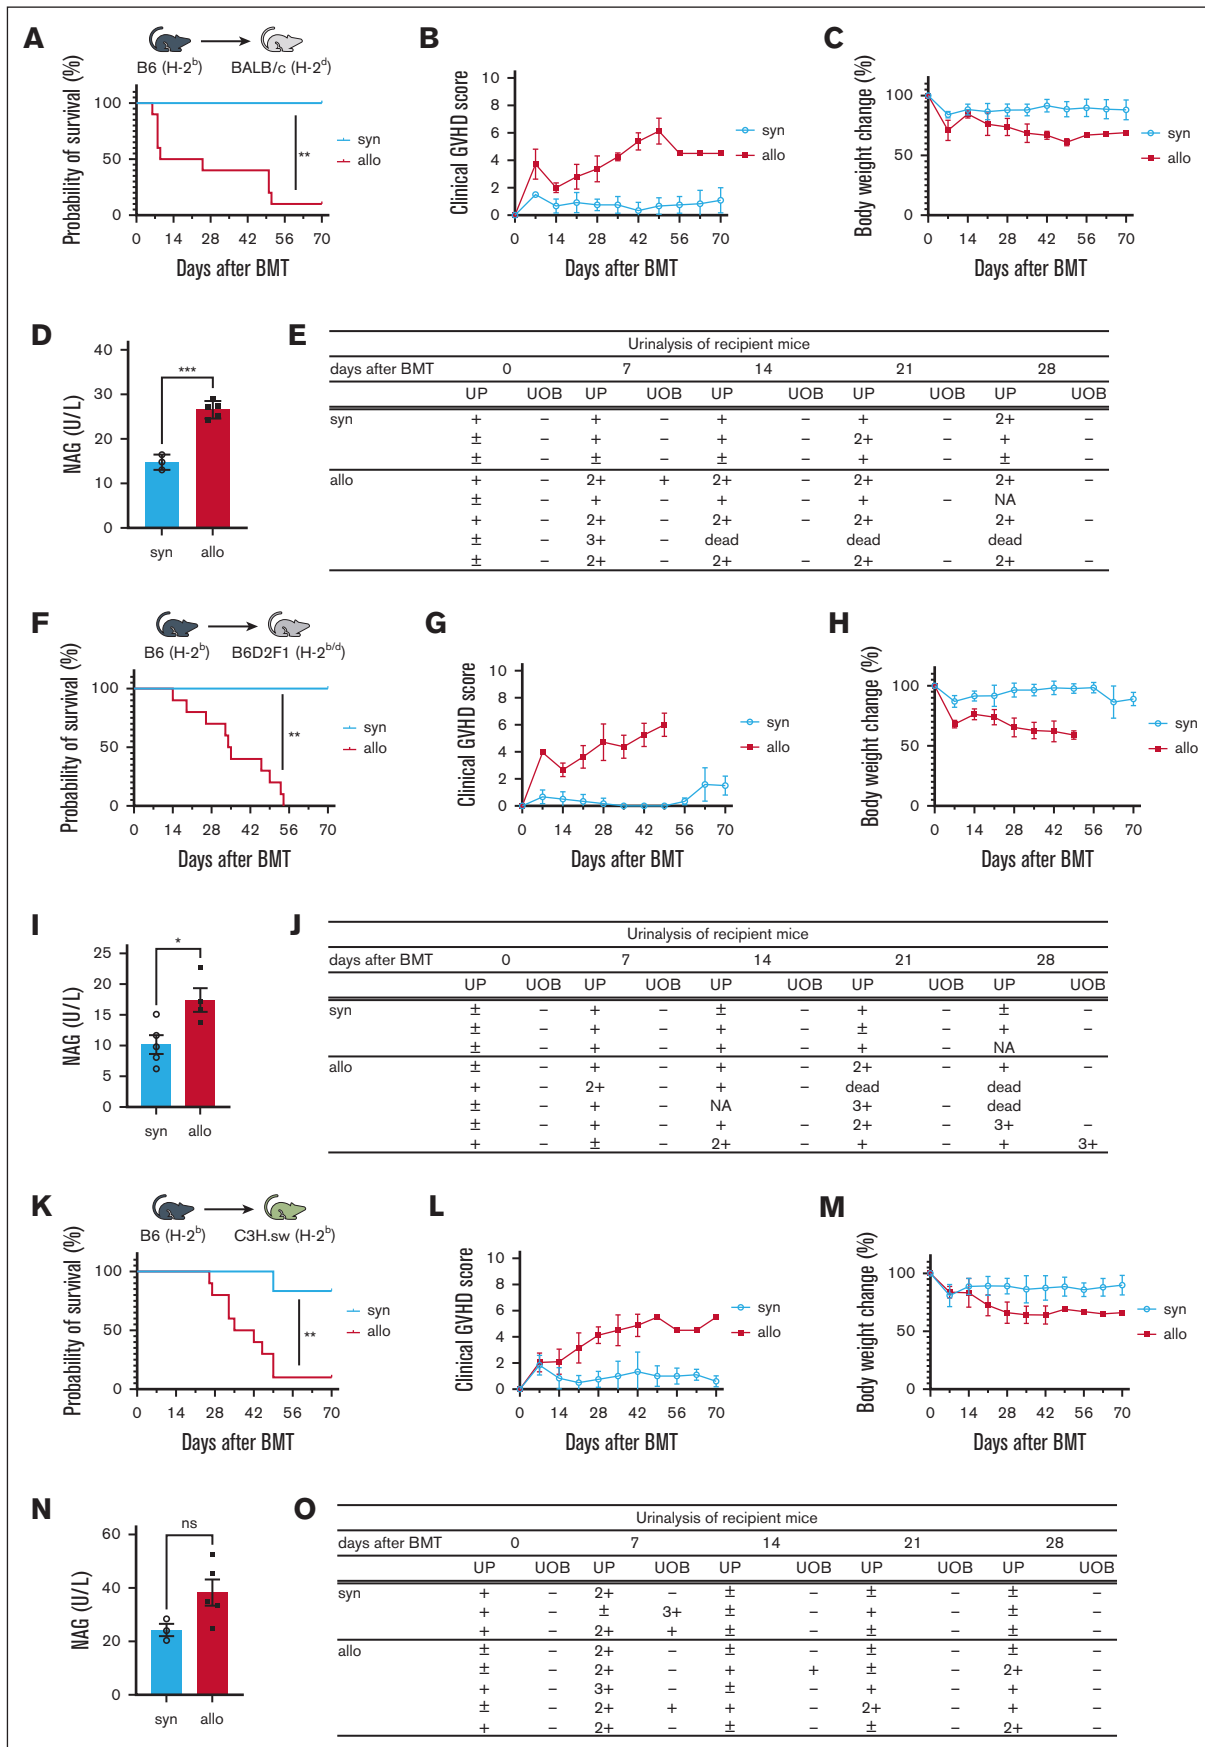 A
B6 (H-2b) BALB/c (H-2d)
Probability of survival (%)
100
50
0
0 14 28 42 56 70
Days after BMT
**
syn
allo
B
Clinical GVHD score
10
8
6
4
2
0
0 14 28 42 56 70
Days after BMT
syn
allo
C
Body weight change (%)
100
50
0
0 14 28 42 56 70
Days after BMT
syn
allo
D
NAG (U/L)
40
30
20
10
0
***
syn allo
E
Urinalysis of recipient mice
days after BMT 0 7 14 21 28
UP UOB UP UOB UP UOB UP UOB UP UOB
syn + – + – + – + – 2+ –
± – + – + – 2+ – + –
± – ± – ± – + – ± –
allo + – 2+ + 2+ – 2+ – 2+ –
± – + – + – + – NA
+ – 2+ – 2+ – 2+ – 2+ –
± – 3+ – dead dead dead
± – 2+ – 2+ – 2+ – 2+ –
F
B6 (H-2b) B6D2F1 (H-2b/d)
Probability of survival (%)
100
50
0
0 14 28 42 56 70
Days after BMT
**
syn
allo
G
Clinical GVHD score
10
8
6
4
2
0
0 14 28 42 56 70
Days after BMT
syn
allo
H
Body weight change (%)
100
50
0
0 14 28 42 56 70
Days after BMT
syn
allo
I
NAG (U/L)
25
20
15
10
5
0
*
syn allo
J
Urinalysis of recipient mice
days after BMT 0 7 14 21 28
UP UOB UP UOB UP UOB UP UOB UP UOB
syn ± – + – ± – + – ± –
± – + – + – ± – + –
± – + – + – + – NA
allo ± – + – + – 2+ – + –
+ – 2+ – + – dead dead
± – + – NA 3+ – dead
± – + – + – 2+ – 3+ –
+ – ± – 2+ – + – + 3+
K
B6 (H-2b) C3H.sw (H-2b)
Probability of survival (%)
100
50
0
0 14 28 42 56 70
Days after BMT
**
syn
allo
L
Clinical GVHD score
10
8
6
4
2
0
0 14 28 42 56 70
Days after BMT
syn
allo
M
Body weight change (%)
100
50
0
0 14 28 42 56 70
Days after BMT
syn
allo
N
NAG (U/L)
60
40
20
0
ns
syn allo
O
Urinalysis of recipient mice
days after BMT 0 7 14 21 28
UP UOB UP UOB UP UOB UP UOB UP UOB
syn + – 2+ – ± – ± – ± –
+ – ± 3+ ± – + – ± –
+ – 2+ + ± – ± – ± –
allo ± – 2+ – ± – ± – ± –
± – 2+ – + + ± – 2+ –
+ – 3+ – ± – + – + –
± – 2+ + + – 2+ – + –
+ – 2+ – ± – ± – 2+ –